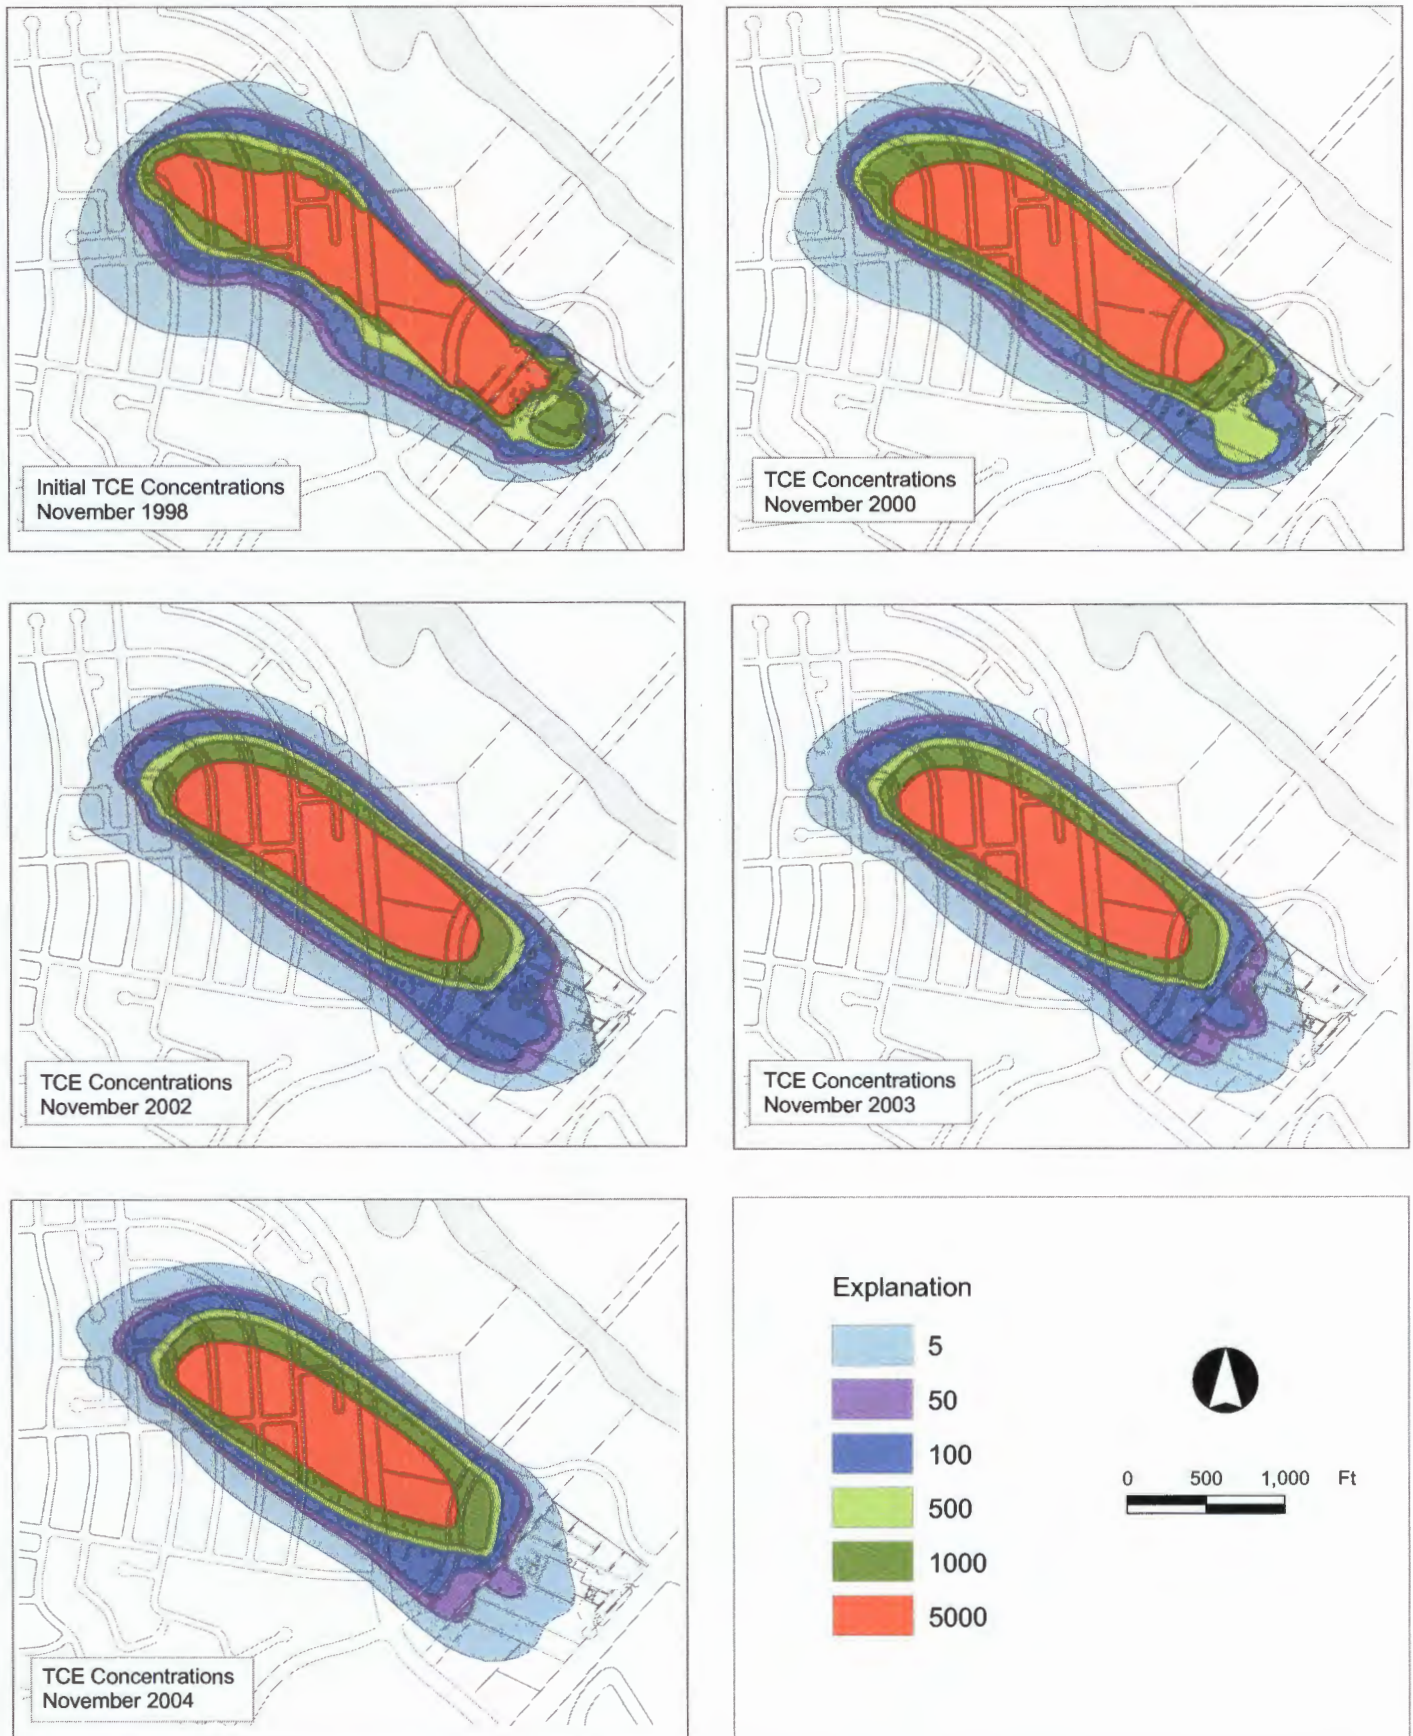 Initial TCE Concentrations
November 1998
TCE Concentrations
November 2000
TCE Concentrations
November 2002
TCE Concentrations
November 2003
TCE Concentrations
November 2004
Explanation
5
50
100
500
1000
5000
0 500 1,000 Ft